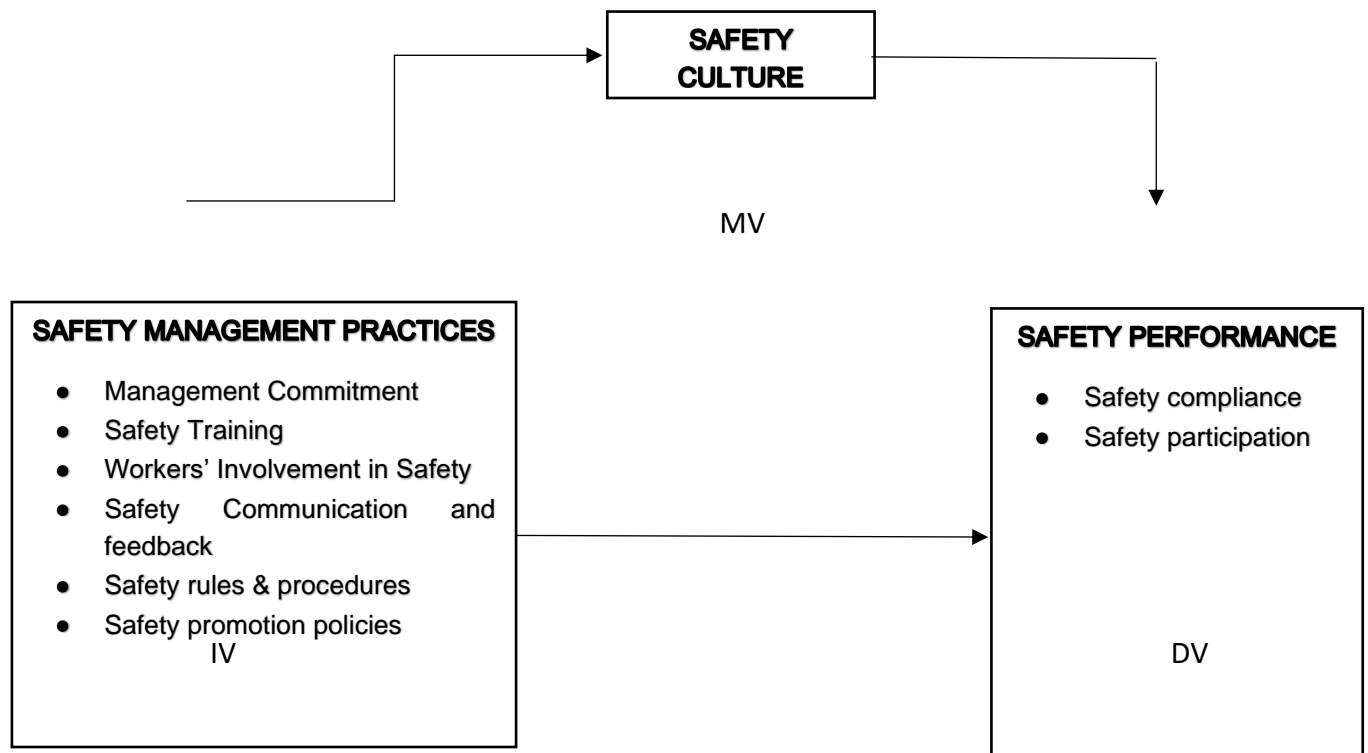 SAFETY
CULTURE
MV
SAFETY MANAGEMENT PRACTICES
● Management Commitment
● Safety Training
● Workers’ Involvement in Safety
● Safety Communication and
feedback
● Safety rules & procedures
● Safety promotion policies
IV
SAFETY PERFORMANCE
● Safety compliance
● Safety participation
DV